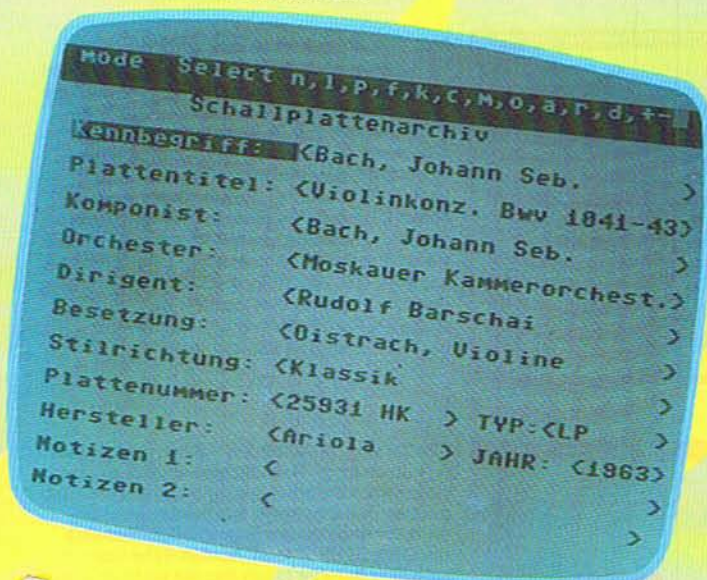 Mode Select n,l,P,f,k,C,M,O,ä,r,d,+-
Schallplattenarchiv
Kennbegriff: <Bach, Johann Seb. >
Plattentitel: <Violinkonz. Bwv 1041-43>
Komponist: <Bach, Johann Seb. >
Orchester: <Moskauer Kammerorchest.>
Dirigent: <Rudolf Barschai >
Besetzung: <Oistrach, Violine >
Stilrichtung: <Klassik >
Plattenummer: <25931 HK > TYP:<LP >
Hersteller: <Ariola > JAHR: <1963>
Notizen 1: < >
Notizen 2: < >